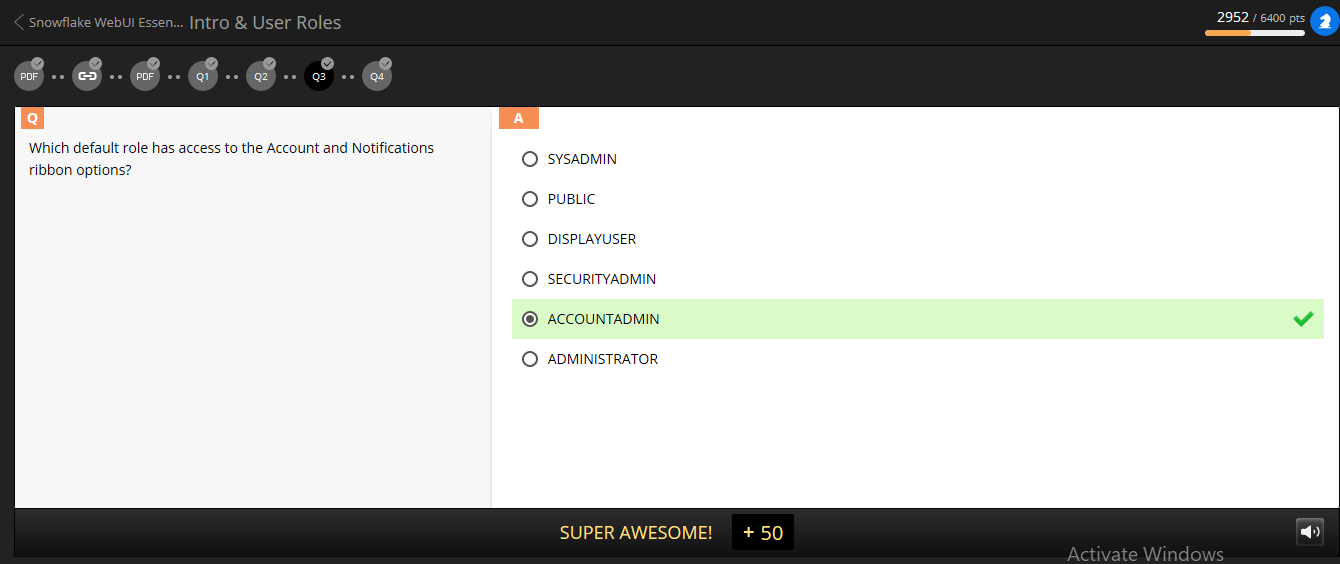 Snowflake WebUI Essen... Intro & User Roles
2952 / 6400 pts
PDF PDF Q1 Q2 Q3 Q4
Q
Which default role has access to the Account and Notifications
ribbon options?
A
SYSADMIN
PUBLIC
DISPLAYUSER
SECURITYADMIN
ACCOUNTADMIN
ADMINISTRATOR
SUPER AWESOME! + 50
Activate Windows